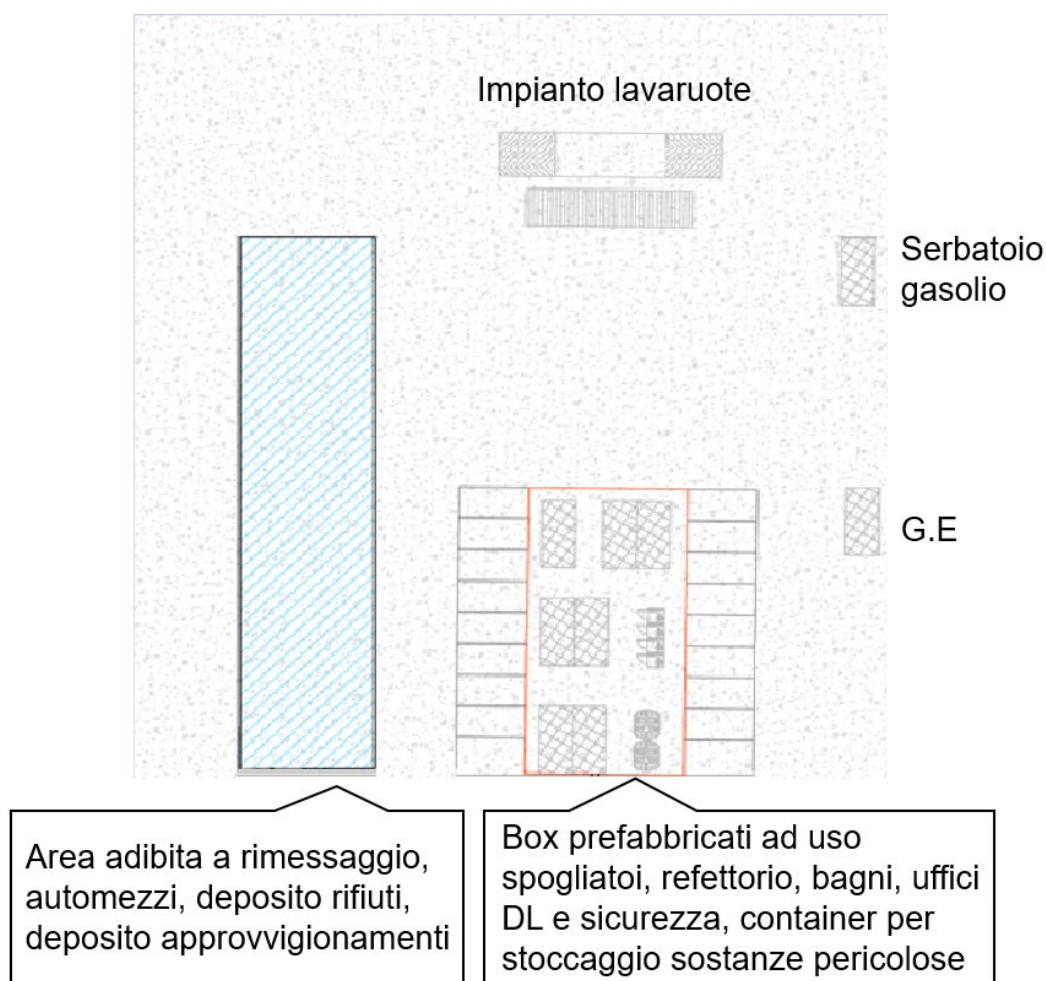 Impianto lavaruote
Serbatoio
gasolio
G.E
Area adibita a rimessaggio,
automezzi, deposito rifiuti,
deposito approvvigionamenti
Box prefabbricati ad uso
spogliatoi, refettorio, bagni, uffici
DL e sicurezza, container per
stoccaggio sostanze pericolose